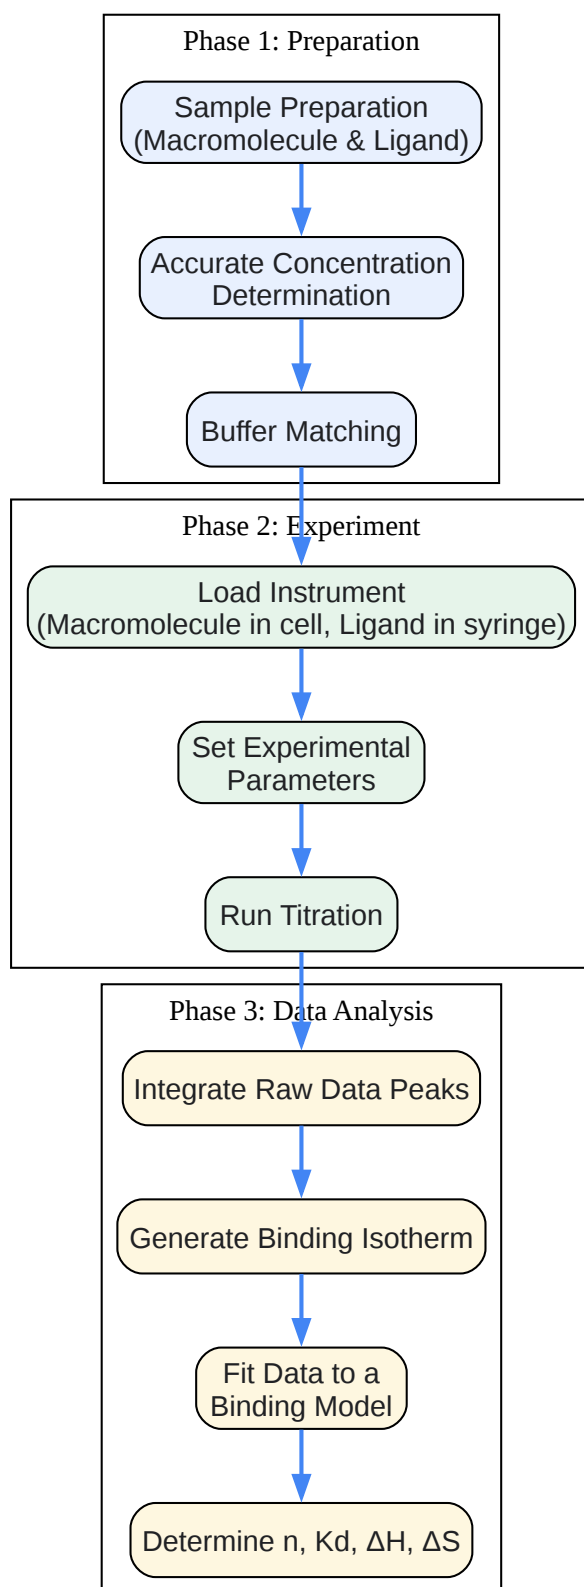 Phase 1: Preparation
Sample Preparation
(Macromolecule & Ligand)
Accurate Concentration
Determination
Buffer Matching
Phase 2: Experiment
Load Instrument
(Macromolecule in cell, Ligand in syringe)
Set Experimental
Parameters
Run Titration
Phase 3: Data Analysis
Integrate Raw Data Peaks
Generate Binding Isotherm
Fit Data to a
Binding Model
Determine n, Kd, ΔH, ΔS